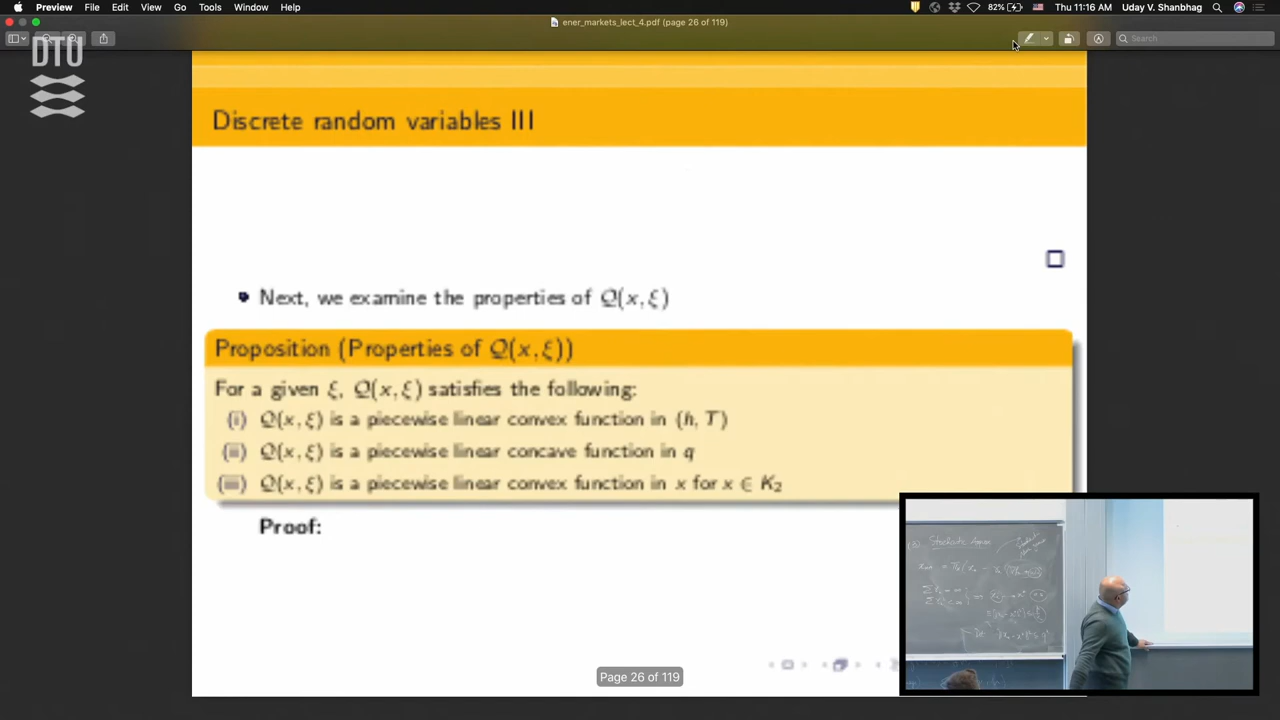 Preview File Edit View Go Tools Window Help 82% Thu 11:16 AM Uday V. Shanbhag
ener_markets_lect_4.pdf (page 26 of 119)
Search
DTU
Discrete random variables III
Next, we examine the properties of Q(x, ξ)
Proposition (Properties of Q(x, ξ))
For a given ξ, Q(x, ξ) satisfies the following:
(i) Q(x, ξ) is a piecewise linear convex function in (h, T)
(ii) Q(x, ξ) is a piecewise linear concave function in q
(iii) Q(x, ξ) is a piecewise linear convex function in x for x ∈ K₂
Proof:
Page 26 of 119